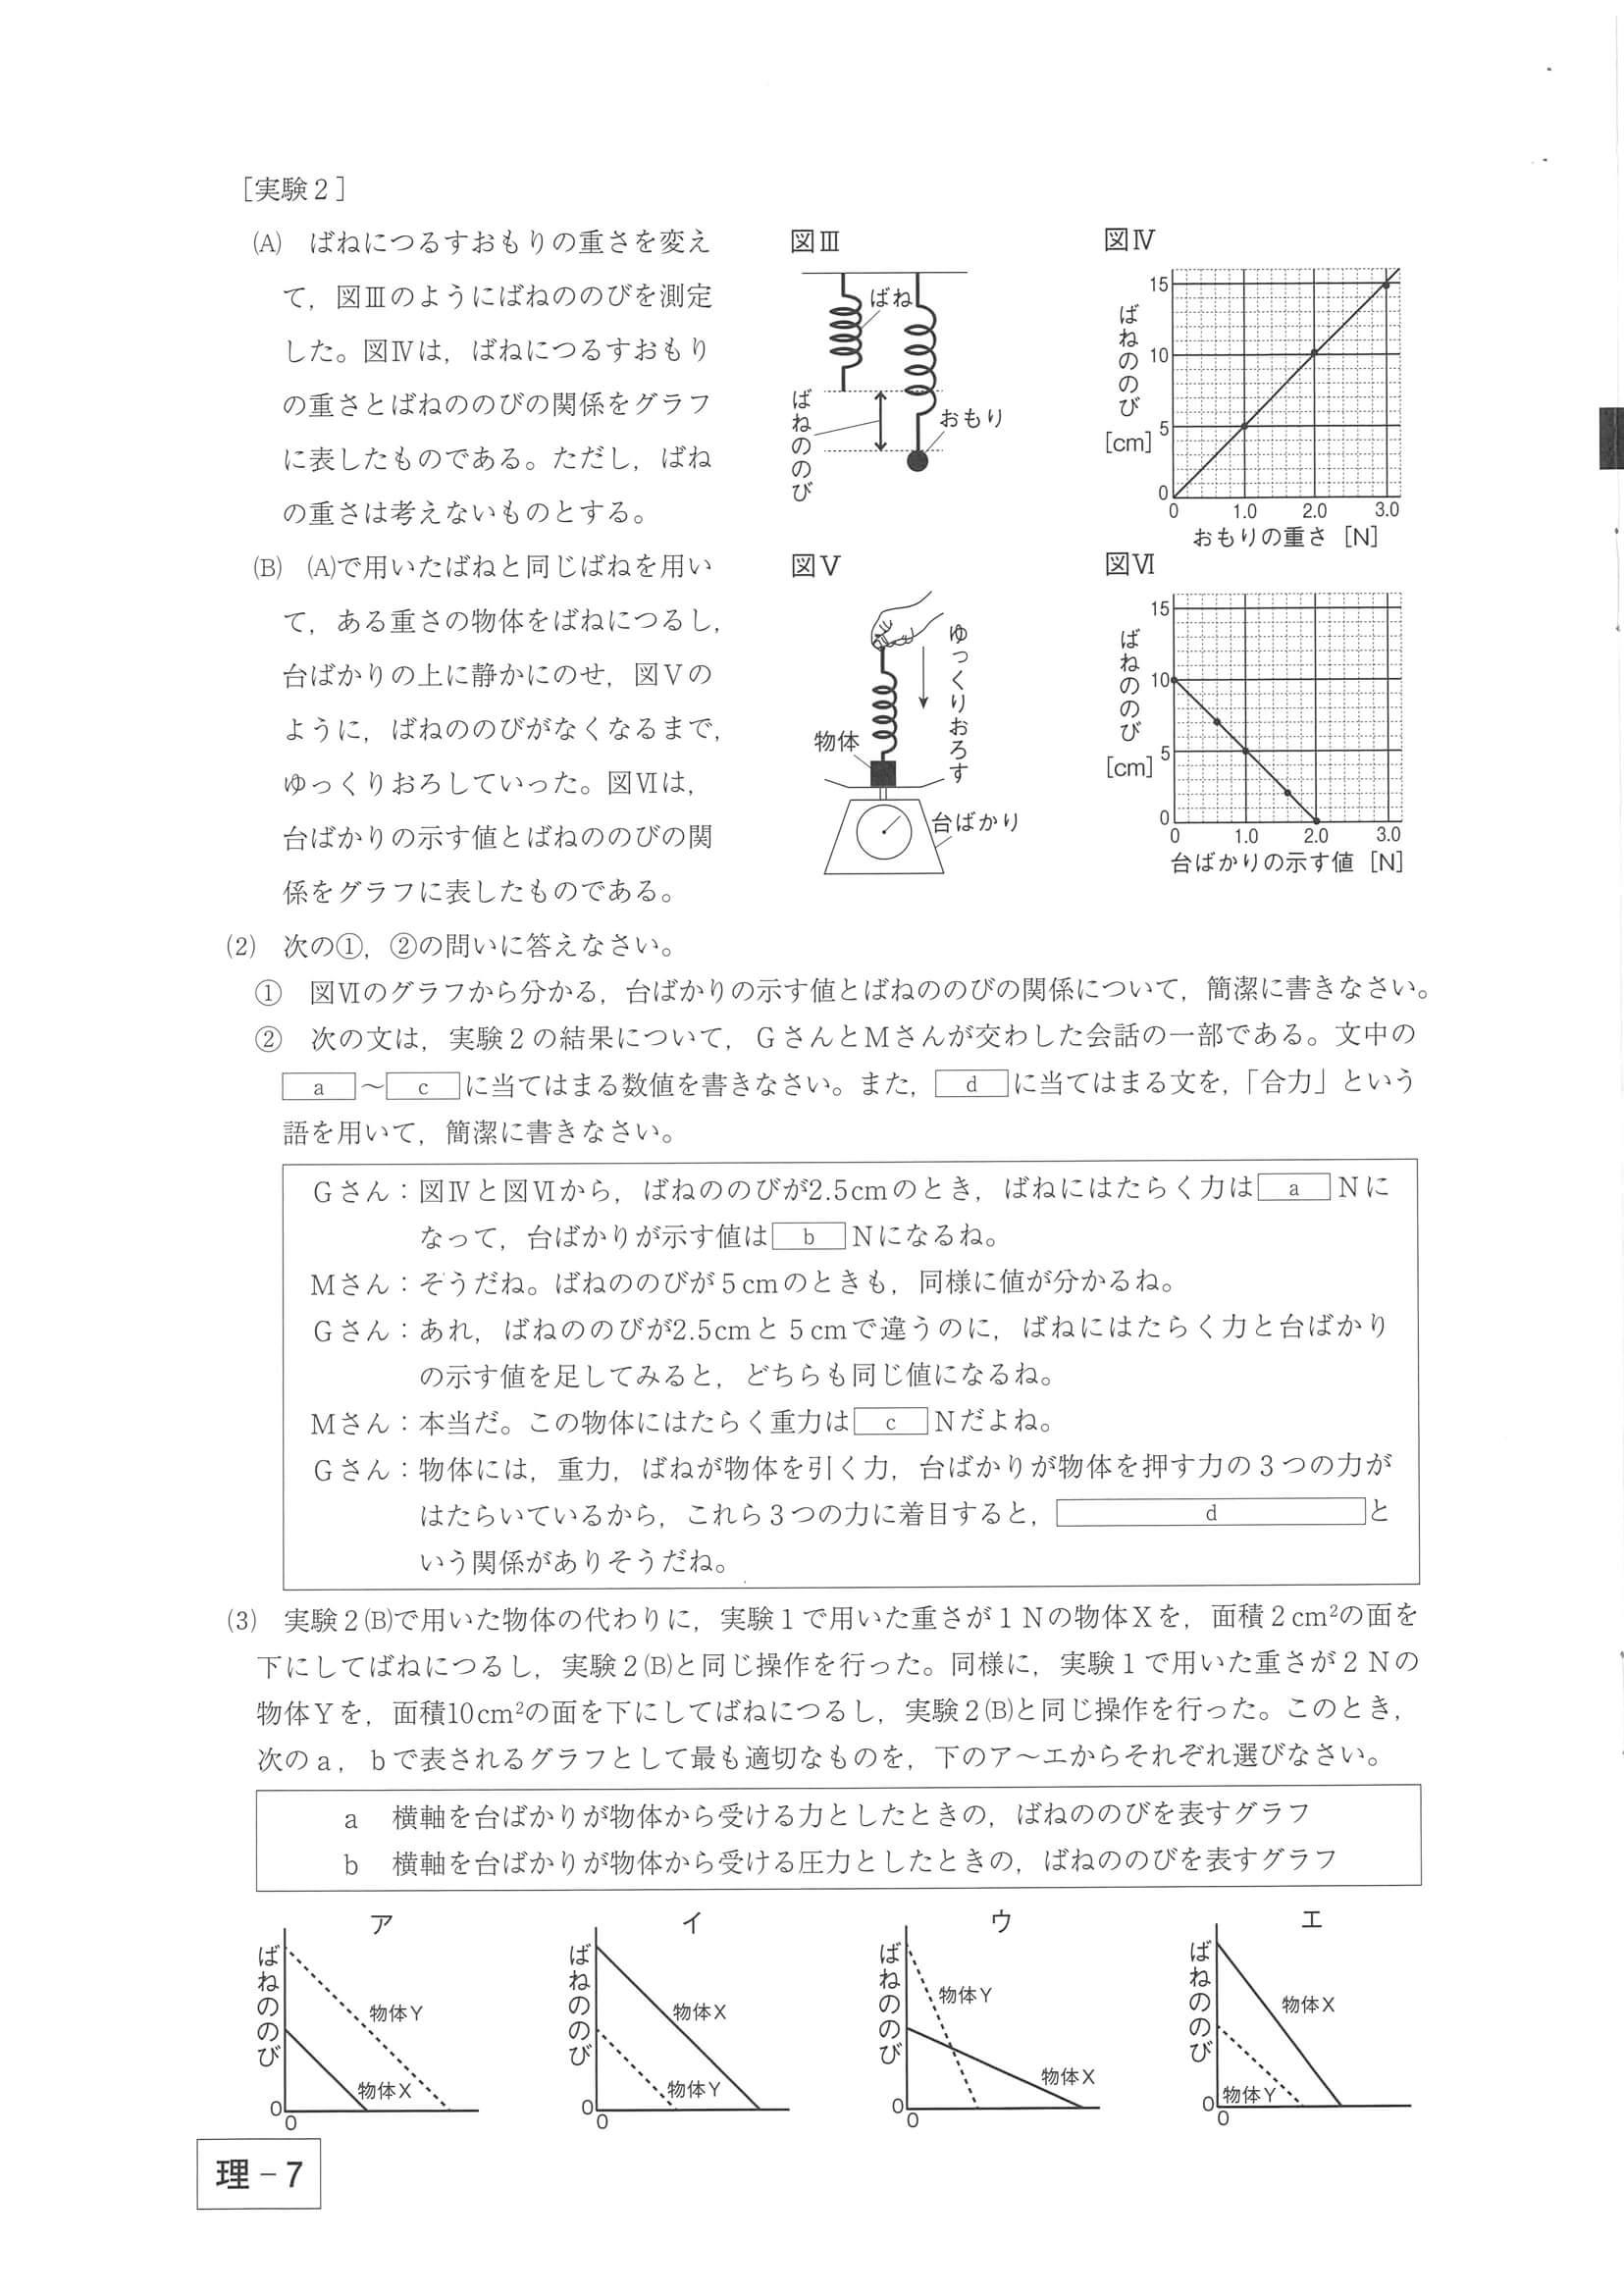 ［実験２］
(A)　ばねにつるすおもりの重さを変え
て，図Ⅲのようにばねののびを測定
した。図Ⅳは，ばねにつるすおもり
の重さとばねののびの関係をグラフ
に表したものである。ただし，ばね
の重さは考えないものとする。
図Ⅲ
ばね
ばねののび
おもり
図Ⅳ
ばねののび
[cm]
15
10
5
0
0　1.0　2.0　3.0
おもりの重さ［N］
(B)　(A)で用いたばねと同じばねを用い
て，ある重さの物体をばねにつるし，
台ばかりの上に静かにのせ，図Ⅴの
ように，ばねののびがなくなるまで，
ゆっくりおろしていった。図Ⅵは，
台ばかりの示す値とばねののびの関
係をグラフに表したものである。
図Ⅴ
ゆっくりおろす
物体
台ばかり
図Ⅵ
ばねののび
[cm]
15
10
5
0
0　1.0　2.0　3.0
台ばかりの示す値［N］
(2)　次の①，②の問いに答えなさい。
①　図Ⅵのグラフから分かる，台ばかりの示す値とばねののびの関係について，簡潔に書きなさい。
②　次の文は，実験２の結果について，ＧさんとＭさんが交わした会話の一部である。文中の
a ～ c に当てはまる数値を書きなさい。また， d に当てはまる文を，「合力」という
語を用いて，簡潔に書きなさい。
Ｇさん：図Ⅳと図Ⅵから，ばねののびが2.5cmのとき，ばねにはたらく力は a Ｎに
なって，台ばかりが示す値は b Ｎになるね。
Ｍさん：そうだね。ばねののびが５cmのときも，同様に値が分かるね。
Ｇさん：あれ，ばねののびが2.5cmと５cmで違うのに，ばねにはたらく力と台ばかり
の示す値を足してみると，どちらも同じ値になるね。
Ｍさん：本当だ。この物体にはたらく重力は c Ｎだよね。
Ｇさん：物体には，重力，ばねが物体を引く力，台ばかりが物体を押す力の３つの力が
はたらいているから，これら３つの力に着目すると， d と
いう関係がありそうだね。
(3)　実験２(B)で用いた物体の代わりに，実験１で用いた重さが１Ｎの物体Ｘを，面積２cm²の面を
下にしてばねにつるし，実験２(B)と同じ操作を行った。同様に，実験１で用いた重さが２Ｎの
物体Ｙを，面積10cm²の面を下にしてばねにつるし，実験２(B)と同じ操作を行った。このとき，
次のａ，ｂで表されるグラフとして最も適切なものを，下のア～エからそれぞれ選びなさい。
ａ　横軸を台ばかりが物体から受ける力としたときの，ばねののびを表すグラフ
ｂ　横軸を台ばかりが物体から受ける圧力としたときの，ばねののびを表すグラフ
ア
ばねののび
物体Y
物体X
0
0
イ
ばねののび
物体X
物体Y
0
0
ウ
ばねののび
物体Y
物体X
0
0
エ
ばねののび
物体X
物体Y
0
0
理－7